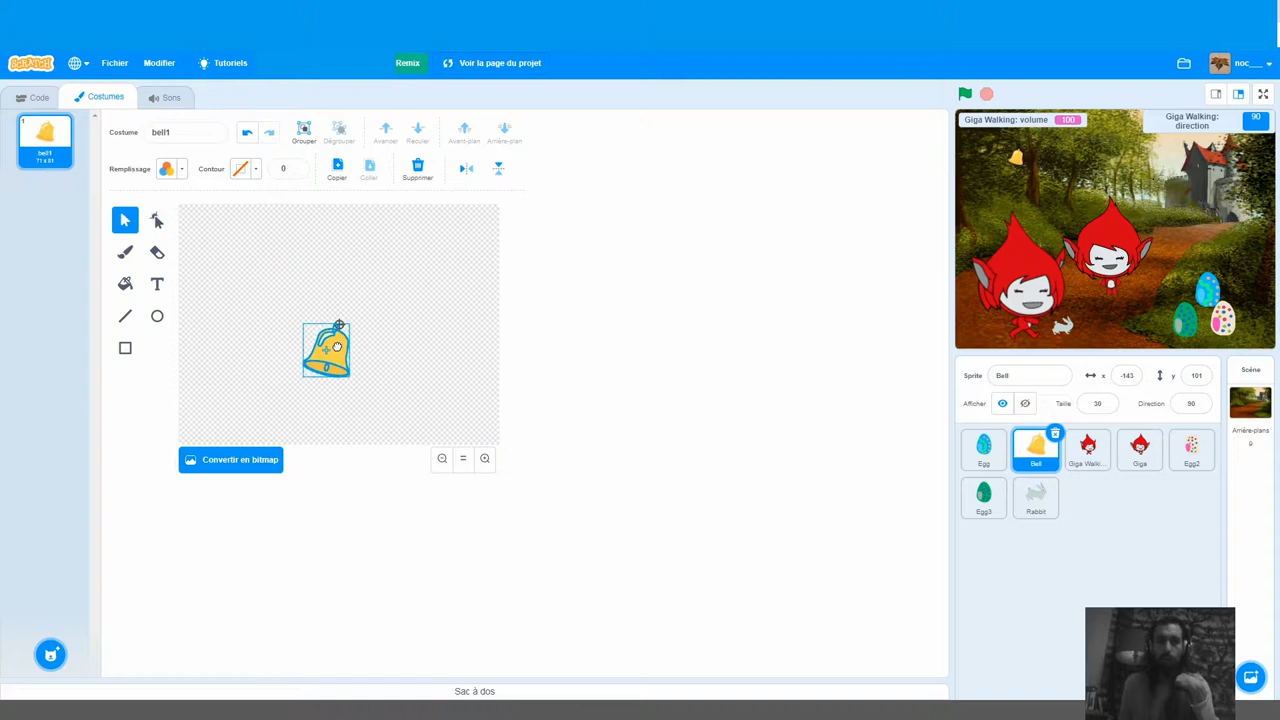 SCRATCH Fichier Modifier Tutoriels Remix Voir la page du projet noc___
Code Costumes Sons
1
bell1
71 x 81
Costume bell1 Grouper Dégrouper Avancer Reculer Avant-plan Arrière-plan
Remplissage Contour 0 Copier Coller Supprimer
T
Convertir en bitmap
Sac à dos
Giga Walking: volume 100
Giga Walking: direction 90
Sprite Bell x -143 y 101
Afficher Taille 30 Direction 90
Egg Bell Giga Walki... Giga Egg2
Egg3 Rabbit
Scène
Arrière-plans
9